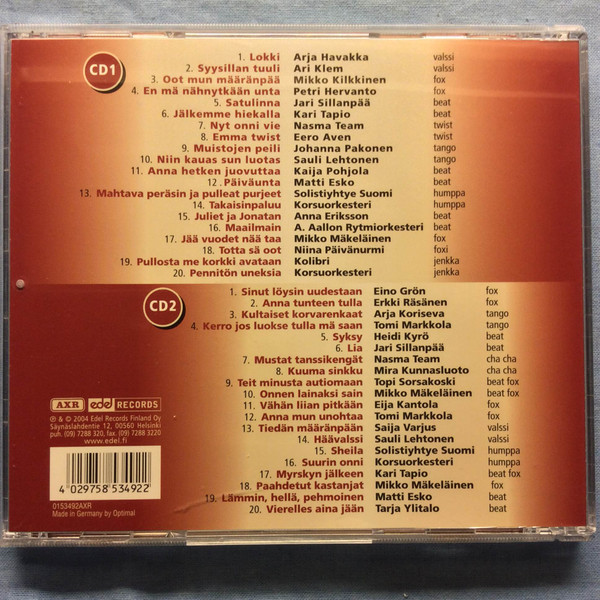 CD1
1. Lokki Arja Havakka valssi
2. Syysillan tuuli Ari Klem valssi
3. Oot mun määränpää Mikko Kilkkinen fox
4. En mä nähnytkään unta Petri Hervanto fox
5. Satulinna Jari Sillanpää beat
6. Jälkemme hiekalla Kari Tapio beat
7. Nyt onni vie Nasma Team twist
8. Emma twist Eero Aven twist
9. Muistojen peili Johanna Pakonen tango
10. Niin kauas sun luotas Sauli Lehtonen tango
11. Anna hetken juovuttaa Kaija Pohjola beat
12. Päiväunta Matti Esko beat
13. Mahtava peräsin ja pulleat purjeet Solistiyhtye Suomi humppa
14. Takaisinpaluu Korsuorkesteri humppa
15. Juliet ja Jonatan Anna Eriksson beat
16. Maailmain A. Aallon Rytmiorkesteri beat
17. Jää vuodet nää taa Mikko Mäkeläinen fox
18. Totta sä oot Niina Päivänurmi foxi
19. Pullosta me korkki avataan Kolibri jenkka
20. Pennitön uneksia Korsuorkesteri jenkka
CD2
1. Sinut löysin uudestaan Eino Grön fox
2. Anna tunteen tulla Erkki Räsänen fox
3. Kultaiset korvarenkaat Arja Koriseva tango
4. Kerro jos luokse tulla mä saan Tomi Markkola tango
5. Syksy Heidi Kyrö beat
6. Lia Jari Sillanpää beat
7. Mustat tanssikengät Nasma Team cha cha
8. Kuuma sinkku Mira Kunnasluoto cha cha
9. Teit minusta autiomaan Topi Sorsakoski beat fox
10. Onnen lainaksi sain Mikko Mäkeläinen beat fox
11. Vähän liian pitkään Eija Kantola fox
12. Anna mun unohtaa Tomi Markkola fox
13. Tiedän määränpään Saija Varjus valssi
14. Häävalssi Sauli Lehtonen valssi
15. Sheila Solistiyhtye Suomi humppa
16. Suurin onni Korsuorkesteri humppa
17. Myrskyn jälkeen Kari Tapio beat fox
18. Paahdetut kastanjat Mikko Mäkeläinen fox
19. Lämmin, hellä, pehmoinen Matti Esko beat
20. Vierelles aina jään Tarja Ylitalo beat
AXR edel RECORDS
℗ & © 2004 Edel Records Finland Oy
Säynäslahdentie 12, 00560 Helsinki
puh. (09) 7288 320, fax. (09) 7288 3220
www.edel.fi
4 029758 534922
0153492AXR
Made in Germany by Optimal